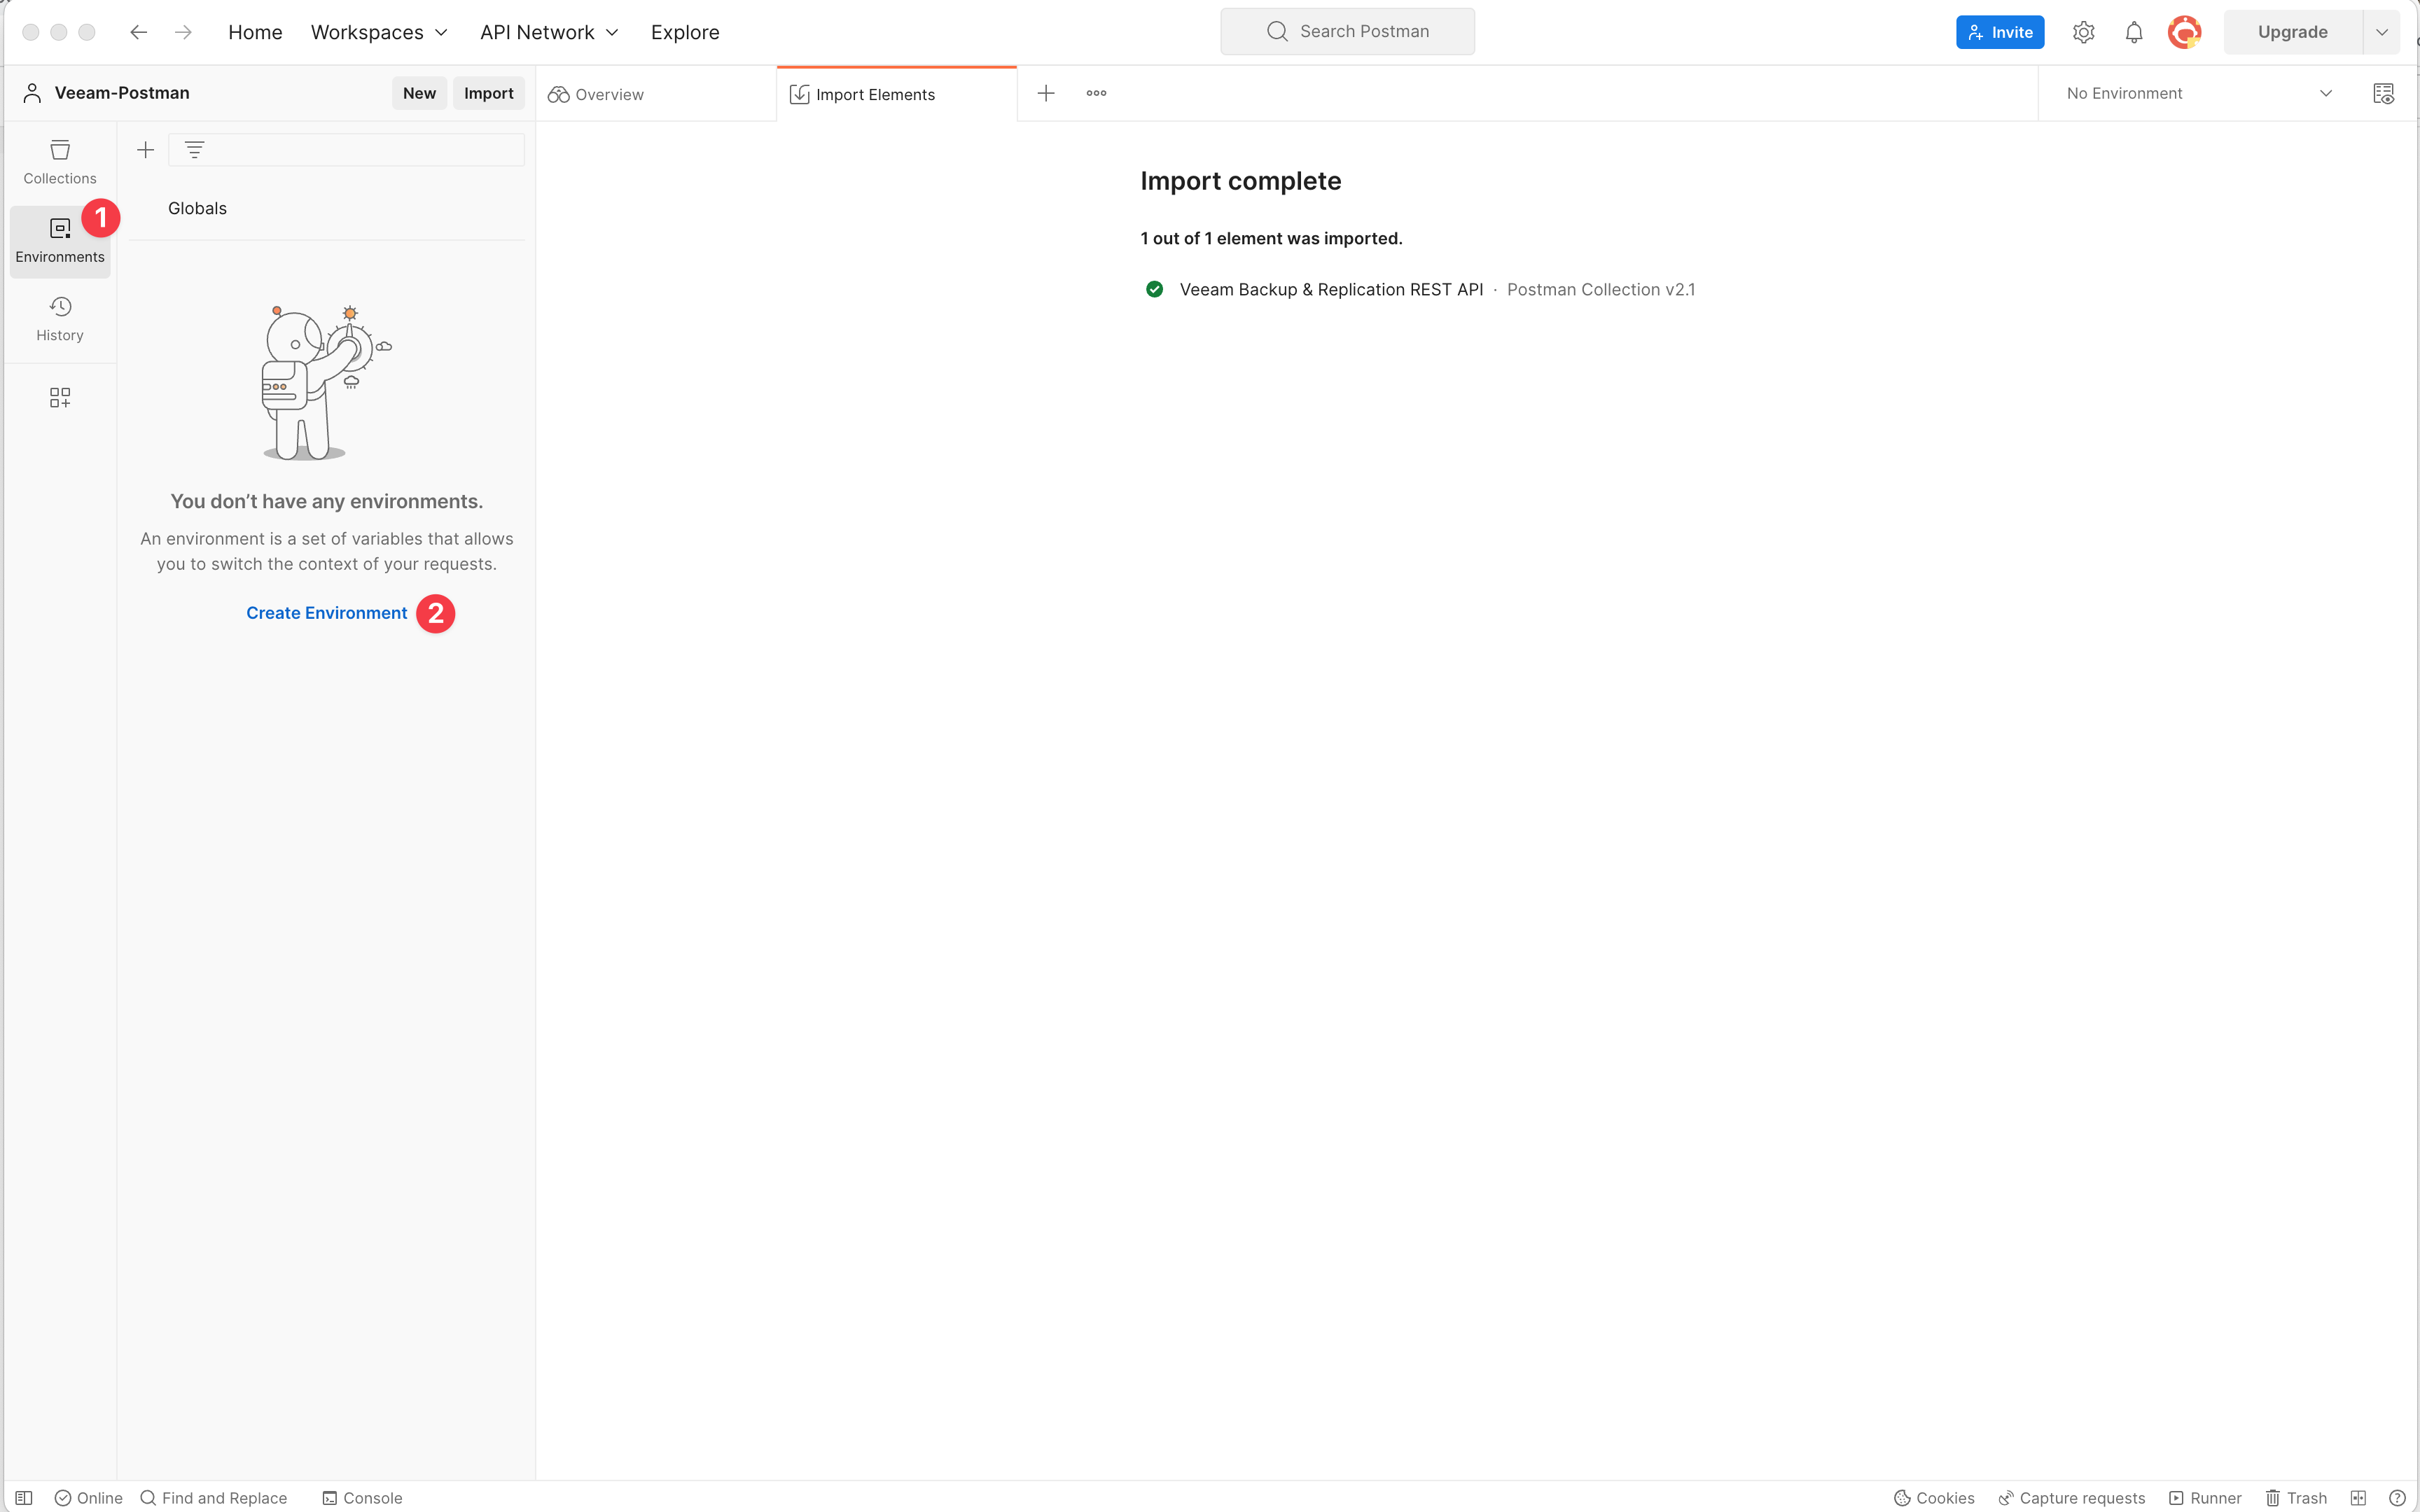 Home
Workspaces
API Network
Explore
Search Postman
Invite
Upgrade
Veeam-Postman
New
Import
Overview
Import Elements
No Environment
Collections
1
Environments
History
Globals
You don’t have any environments.
An environment is a set of variables that allows
you to switch the context of your requests.
Create Environment
2
Import complete
1 out of 1 element was imported.
Veeam Backup & Replication REST API · Postman Collection v2.1
Online
Find and Replace
Console
Cookies
Capture requests
Runner
Trash